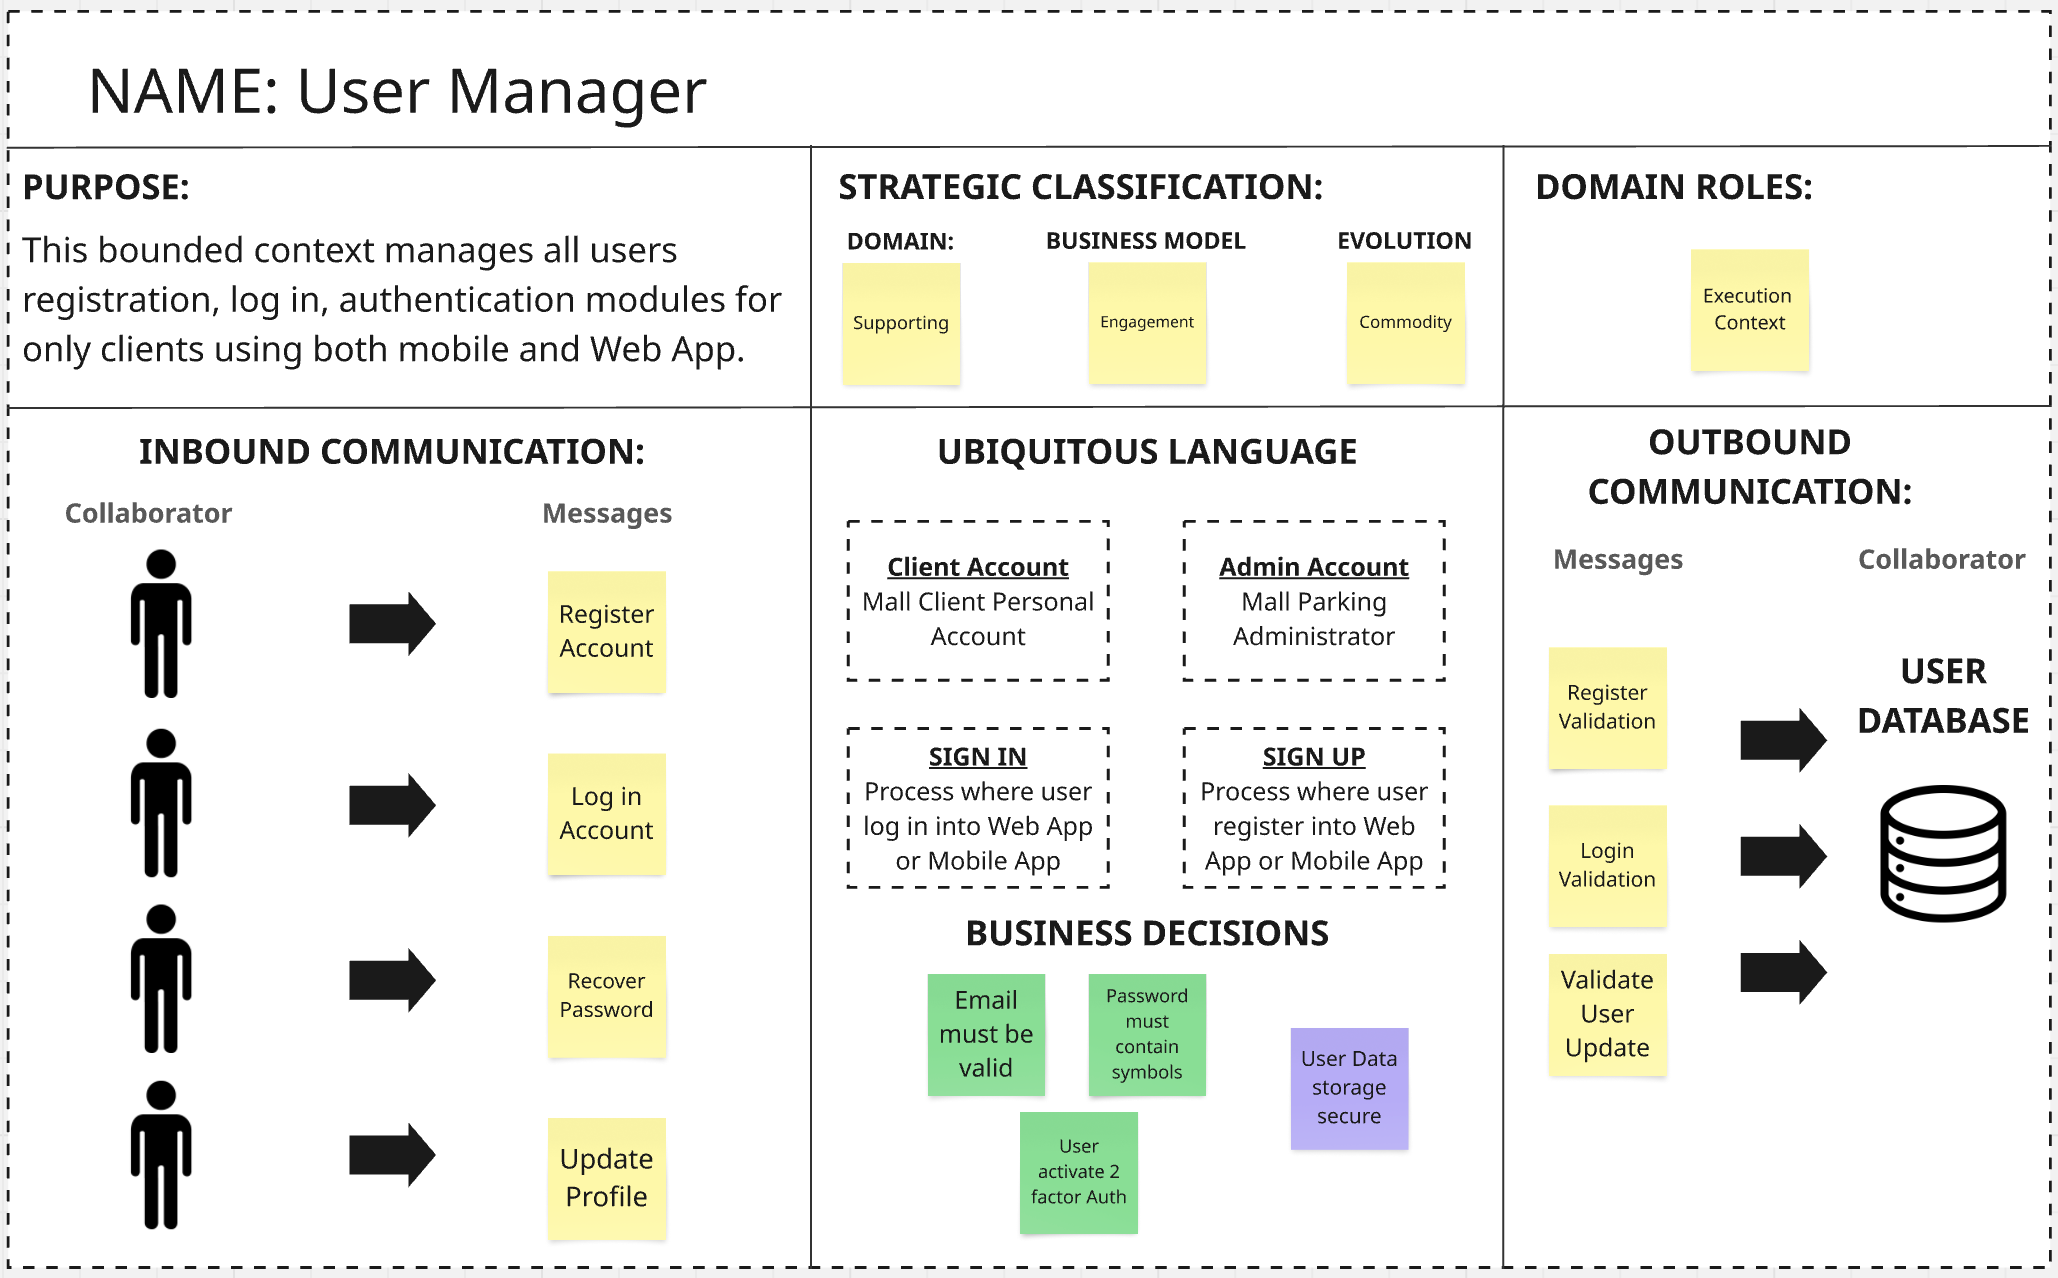 NAME: User Manager
PURPOSE:
This bounded context manages all users
registration, log in, authentication modules for
only clients using both mobile and Web App.
STRATEGIC CLASSIFICATION:
DOMAIN:
Supporting
BUSINESS MODEL
Engagement
EVOLUTION
Commodity
DOMAIN ROLES:
Execution
Context
INBOUND COMMUNICATION:
Collaborator
Messages
Register
Account
Log in
Account
Recover
Password
Update
Profile
UBIQUITOUS LANGUAGE
Client Account
Mall Client Personal
Account
Admin Account
Mall Parking
Administrator
SIGN IN
Process where user
log in into Web App
or Mobile App
SIGN UP
Process where user
register into Web
App or Mobile App
BUSINESS DECISIONS
Email
must be
valid
Password
must
contain
symbols
User
activate 2
factor Auth
User Data
storage
secure
OUTBOUND
COMMUNICATION:
Messages
Collaborator
Register
Validation
Login
Validation
Validate
User
Update
USER
DATABASE